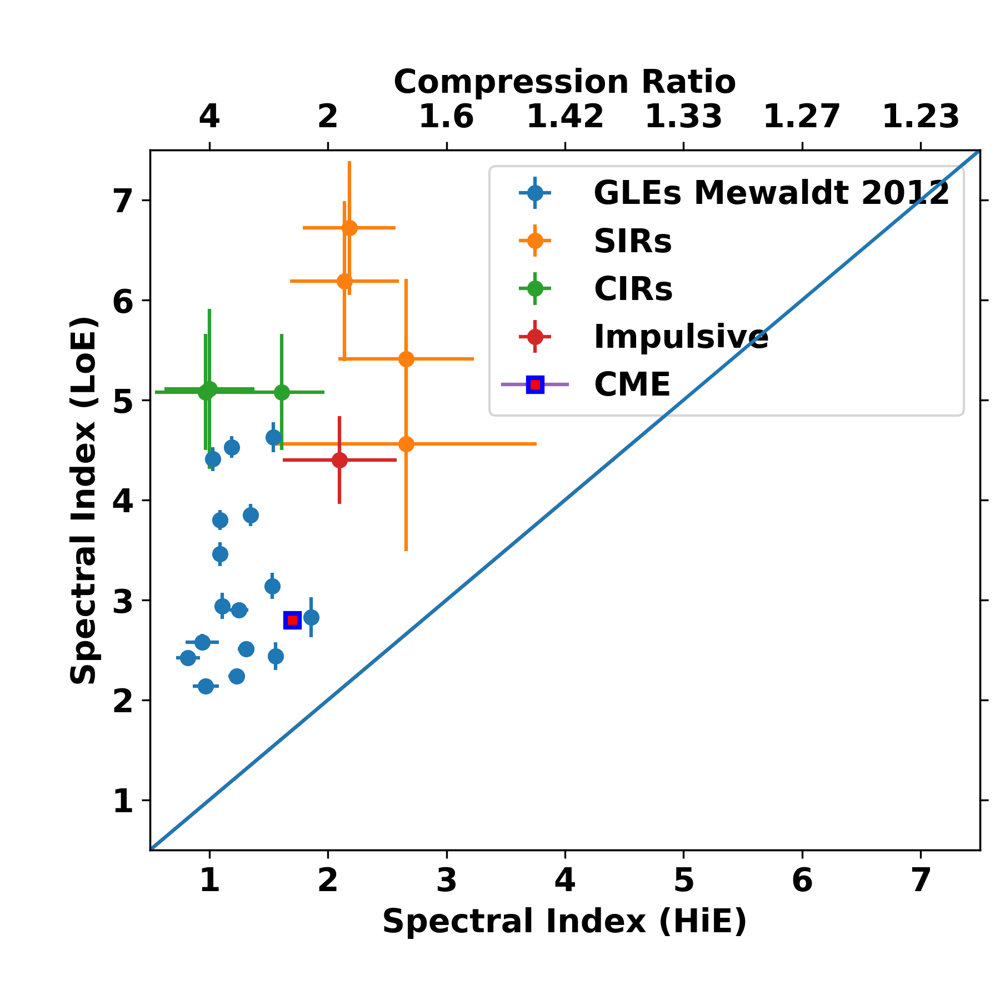 Compression Ratio
4 2 1.6 1.42 1.33 1.27 1.23
GLEs Mewaldt 2012
SIRs
CIRs
Impulsive
CME
Spectral Index (LoE)
7
6
5
4
3
2
1
1 2 3 4 5 6 7
Spectral Index (HiE)